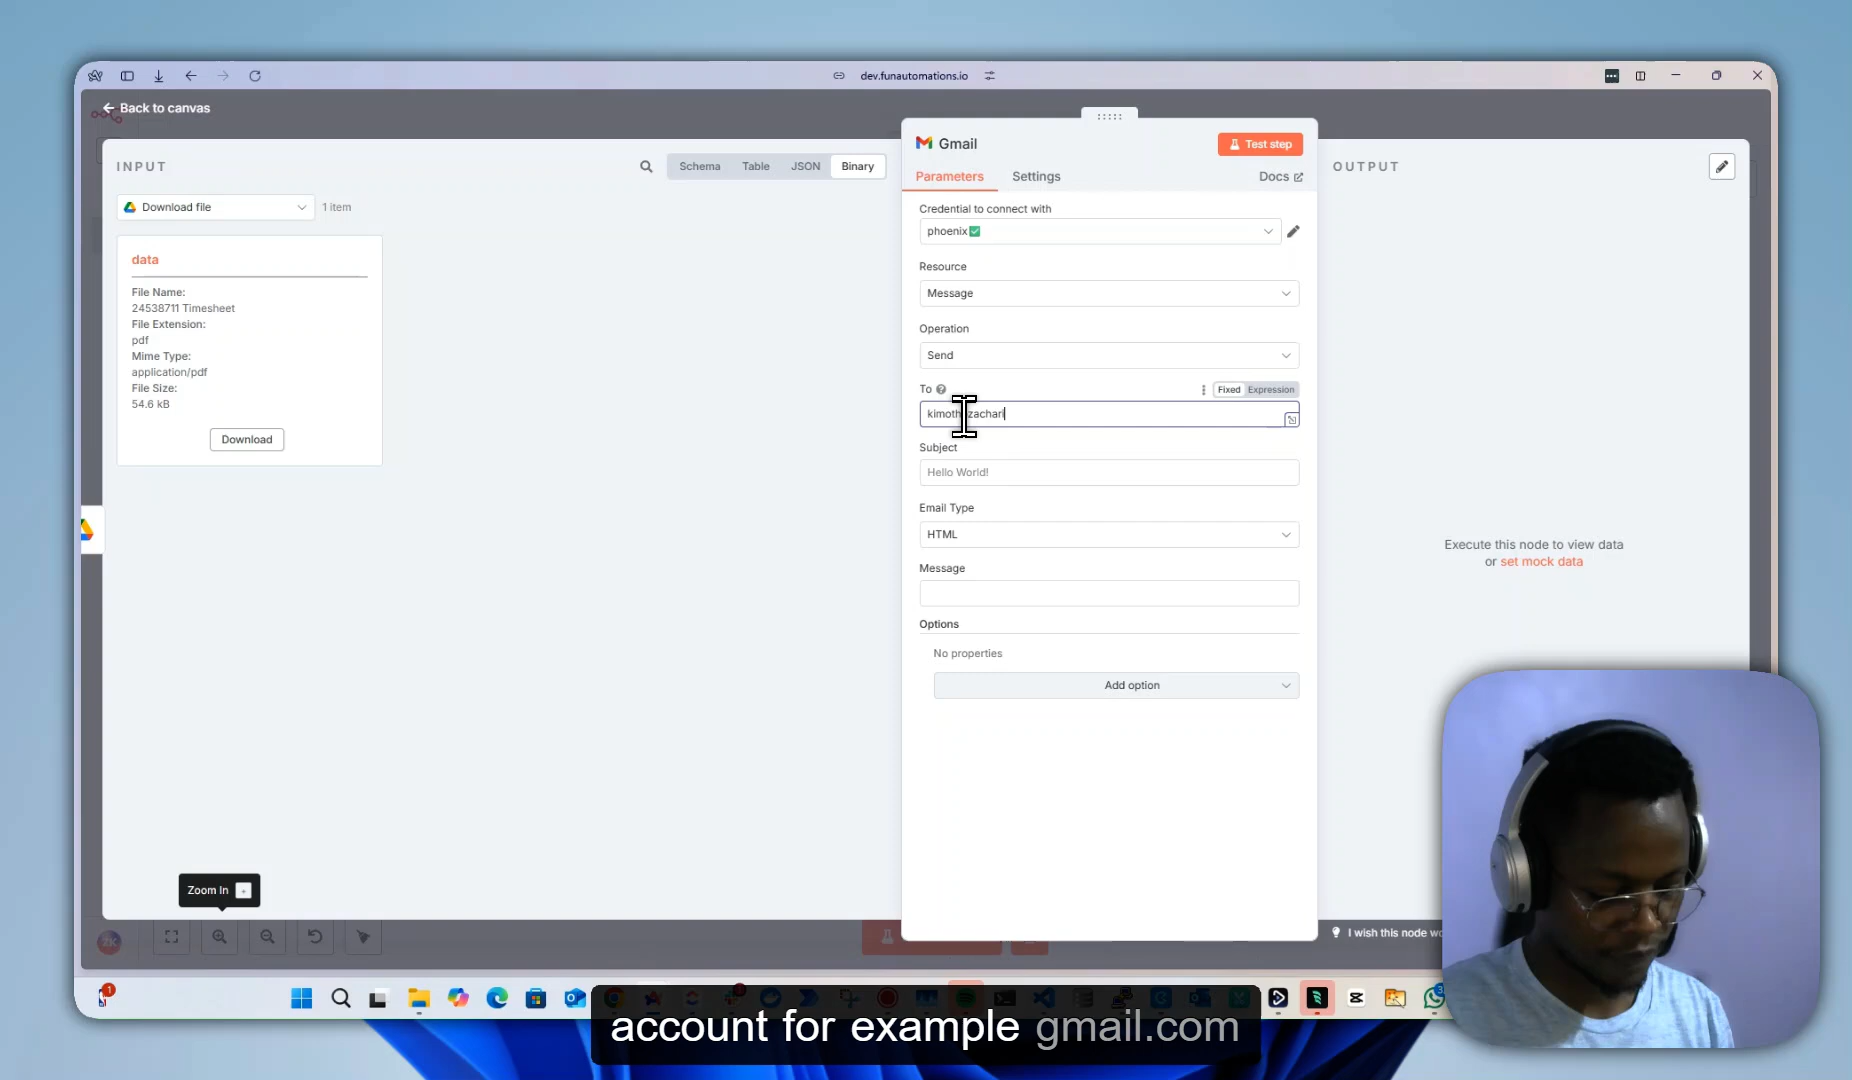 dev.funautomations.io
Back to canvas
INPUT
Schema
Table
JSON
Binary
Download file
1 item
data
File Name:
24538711 Timesheet
File Extension:
pdf
Mime Type:
application/pdf
File Size:
54.6 kB
Download
Zoom In +
Gmail
Test step
Parameters
Settings
Docs
Credential to connect with
phoenix✅
Resource
Message
Operation
Send
To
Fixed
Expression
zachari
Subject
Hello World!
Email Type
HTML
Message
Options
No properties
Add option
OUTPUT
Execute this node to view data
or set mock data
I wish this node
ZK
1
account for example gmail.com